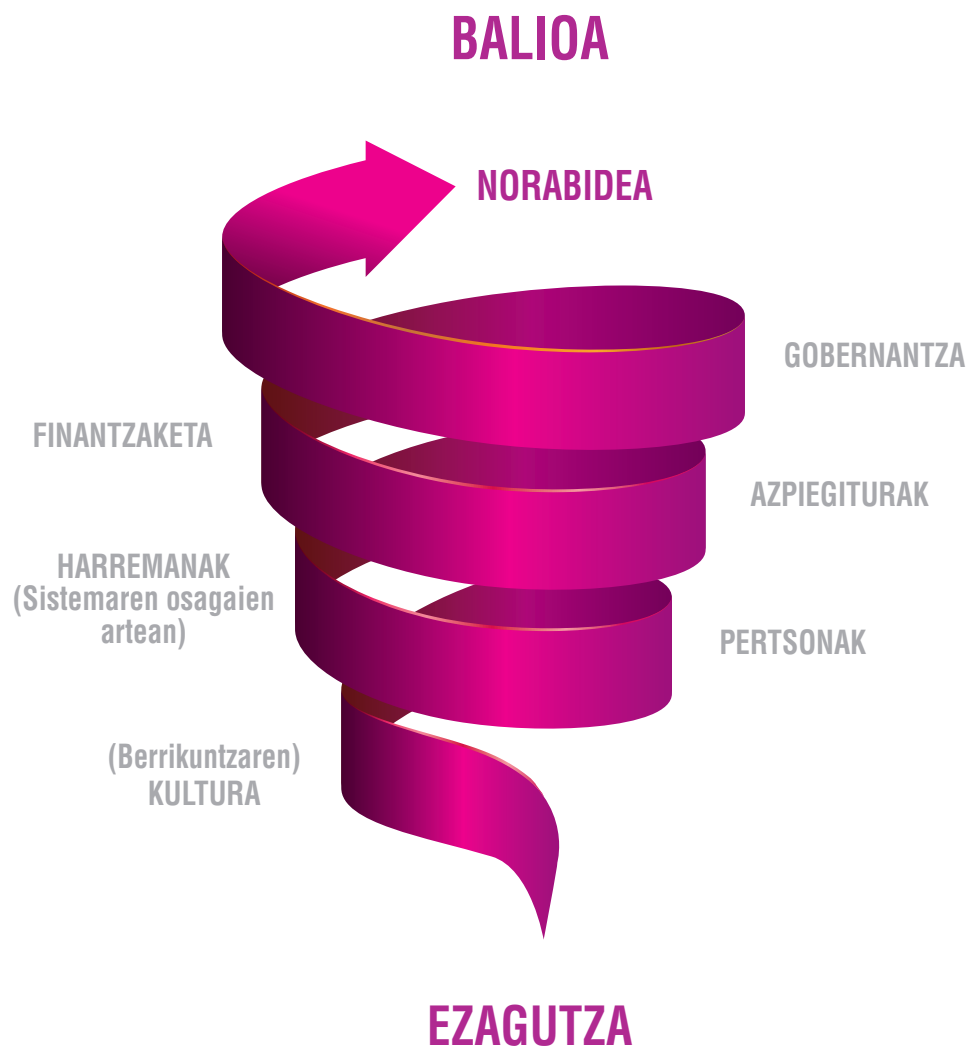 BALIOA
NORABIDEA
GOBERNANTZA
FINANTZAKETA
AZPIEGITURAK
HARREMANAK
(Sistemaren osagaien
artean)
PERTSONAK
(Berrikuntzaren)
KULTURA
EZAGUTZA